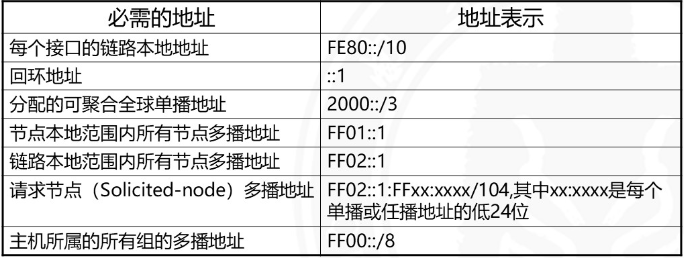 必需的地址 地址表示
每个接口的链路本地地地址 FE80::/10
回环地址 ::1
分配的可聚合全球单播地址 2000::/3
节点本地范围内所有节点多播地址 FF01::1
链路本地范围内所有节点多播地址 FF02::1
请求节点（Solicited-node）多播地址 FF02::1:FFxx:xxxx/104,其中xx:xxxx是每个
单播或任播地址的低24位
主机所属的所有组的多播地址 FF00::/8